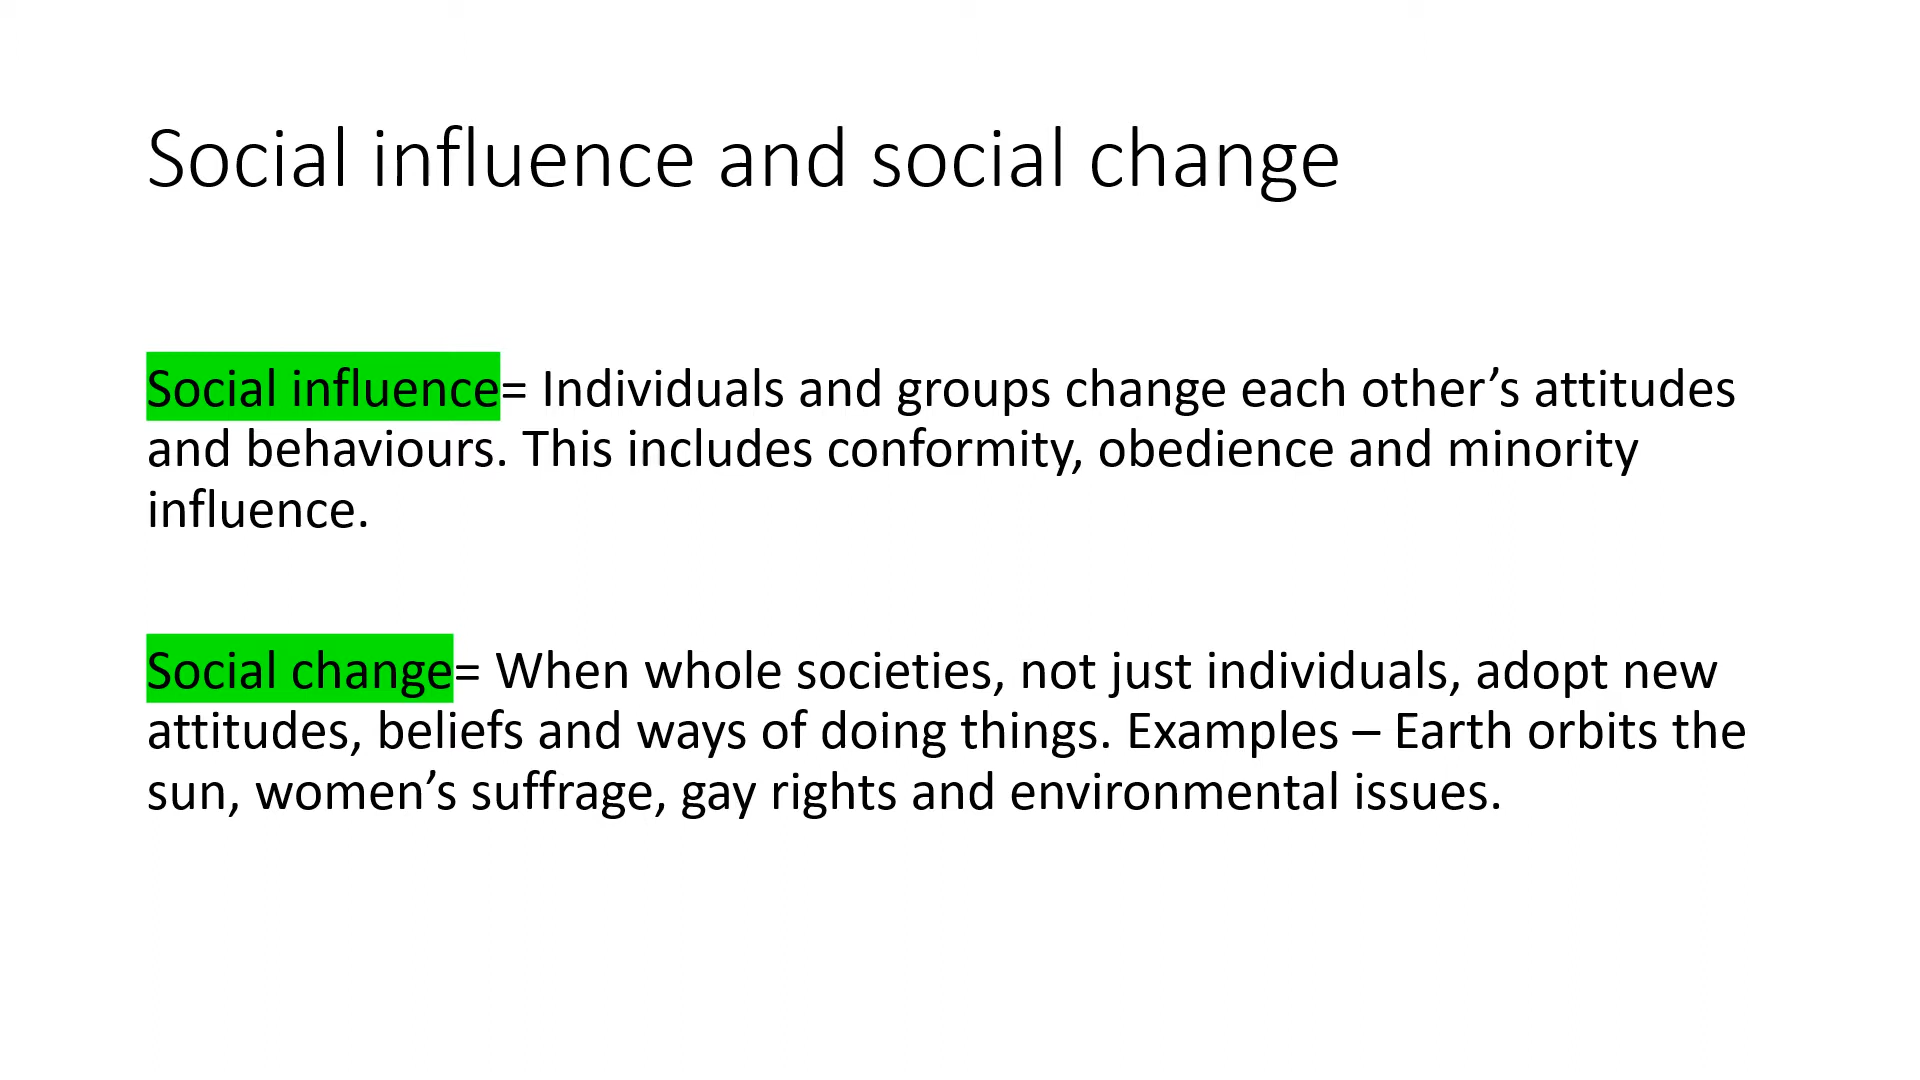 Social influence and social change
Social influence= Individuals and groups change each other’s attitudes
and behaviours. This includes conformity, obedience and minority
influence.
Social change= When whole societies, not just individuals, adopt new
attitudes, beliefs and ways of doing things. Examples – Earth orbits the
sun, women’s suffrage, gay rights and environmental issues.